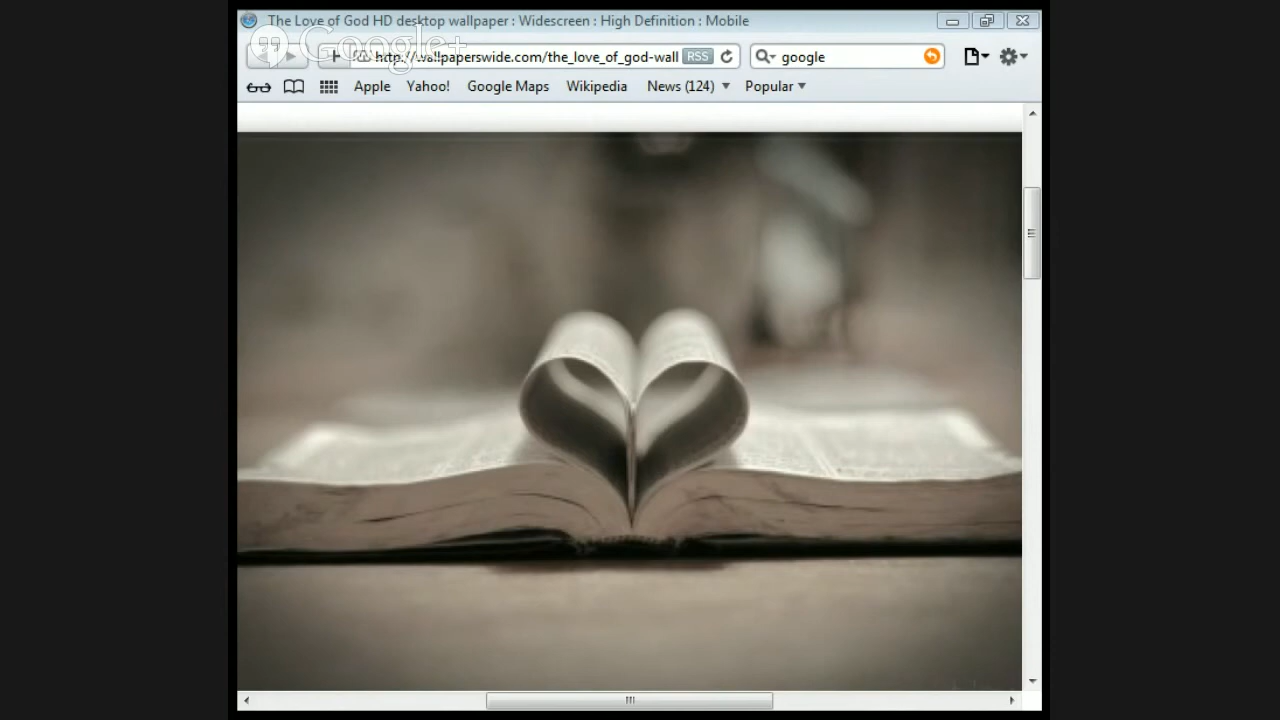 The Love of God HD desktop wallpaper : Widescreen : High Definition : Mobile
Google+
http://wallpaperswide.com/the_love_of_god-wall RSS google
Apple Yahoo! Google Maps Wikipedia News (124) Popular